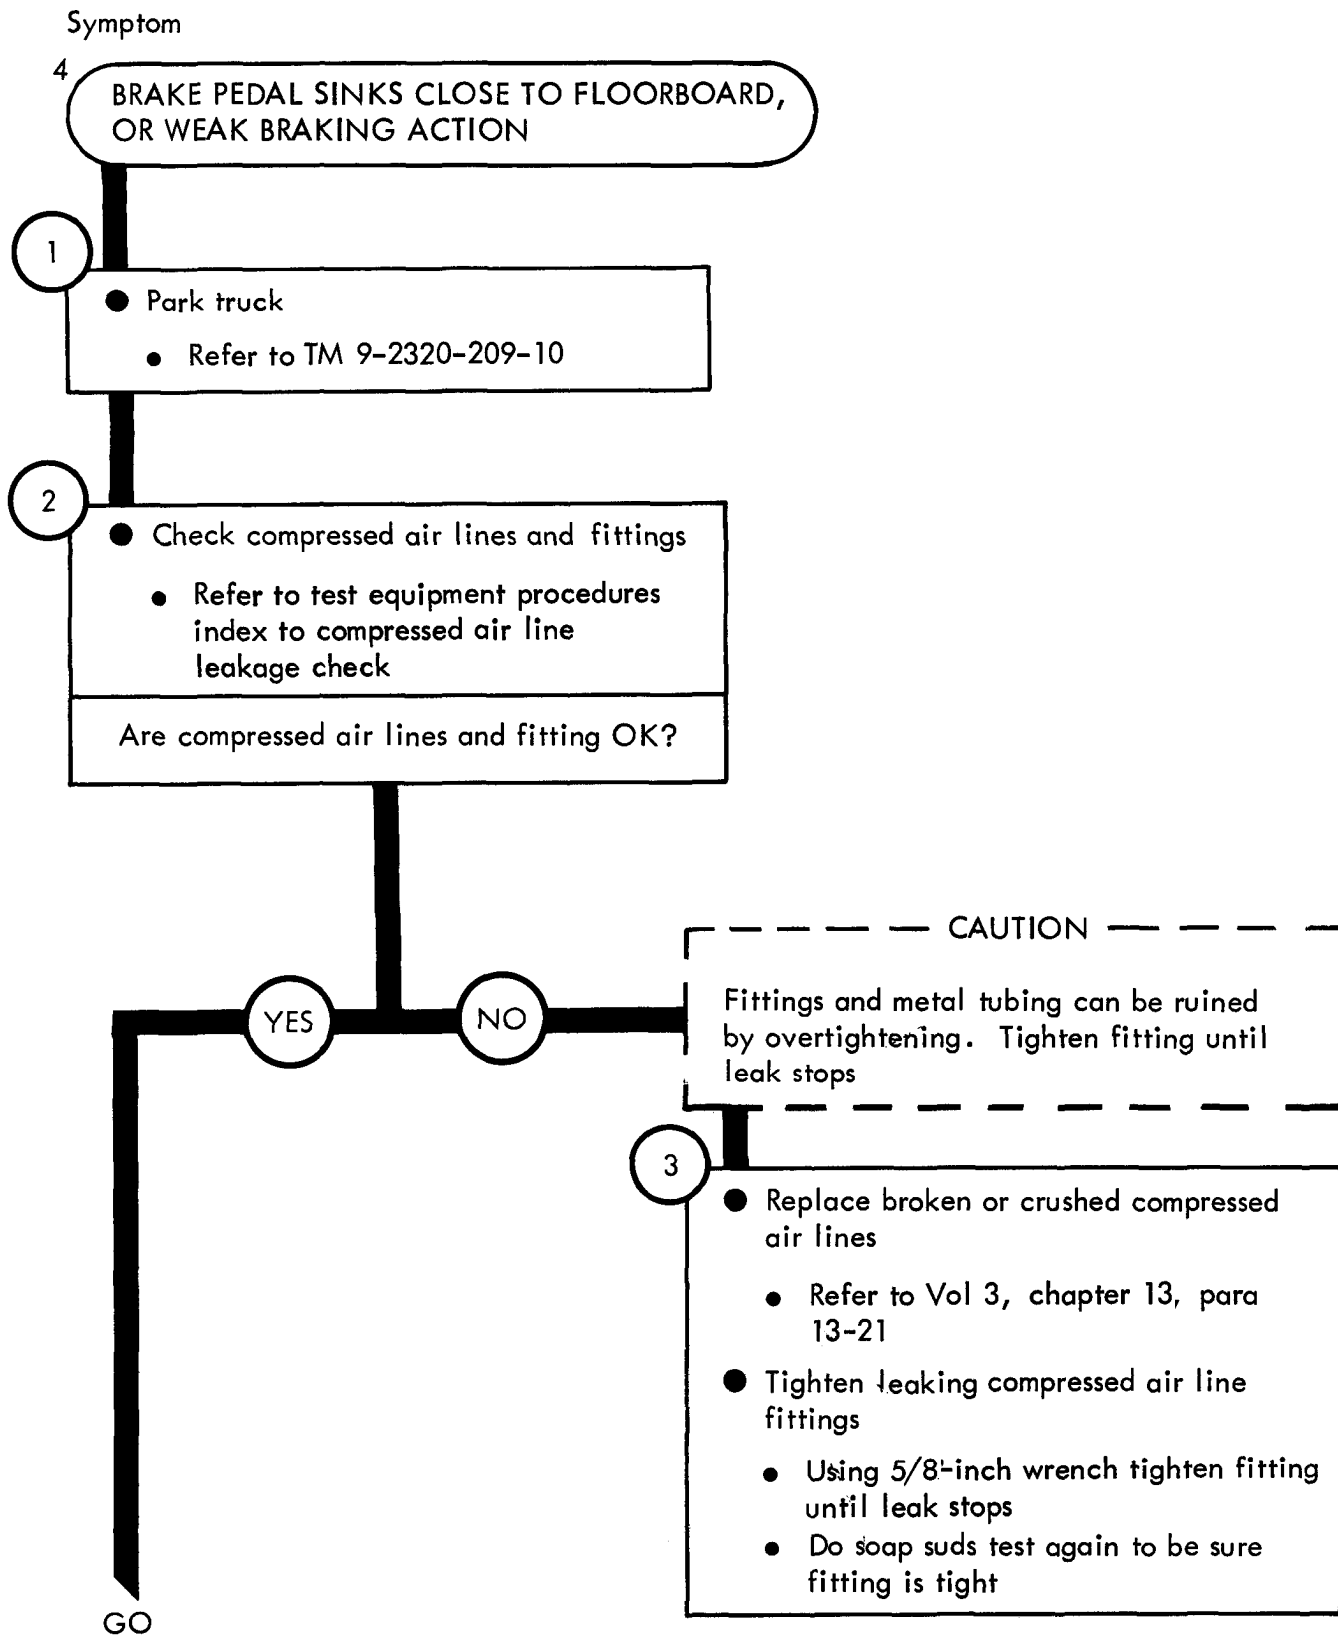 Symptom
4
BRAKE PEDAL SINKS CLOSE TO FLOORBOARD,
OR WEAK BRAKING ACTION
1
● Park truck
● Refer to TM 9-2320-209-10
2
● Check compressed air lines and fittings
● Refer to test equipment procedures
index to compressed air line
leakage check
Are compressed air lines and fitting OK?
YES
NO
CAUTION
Fittings and metal tubing can be ruined
by overtightening. Tighten fitting until
leak stops
3
● Replace broken or crushed compressed
air lines
● Refer to Vol 3, chapter 13, para
13-21
● Tighten leaking compressed air line
fittings
● Using 5/8-inch wrench tighten fitting
until leak stops
● Do soap suds test again to be sure
fitting is tight
GO